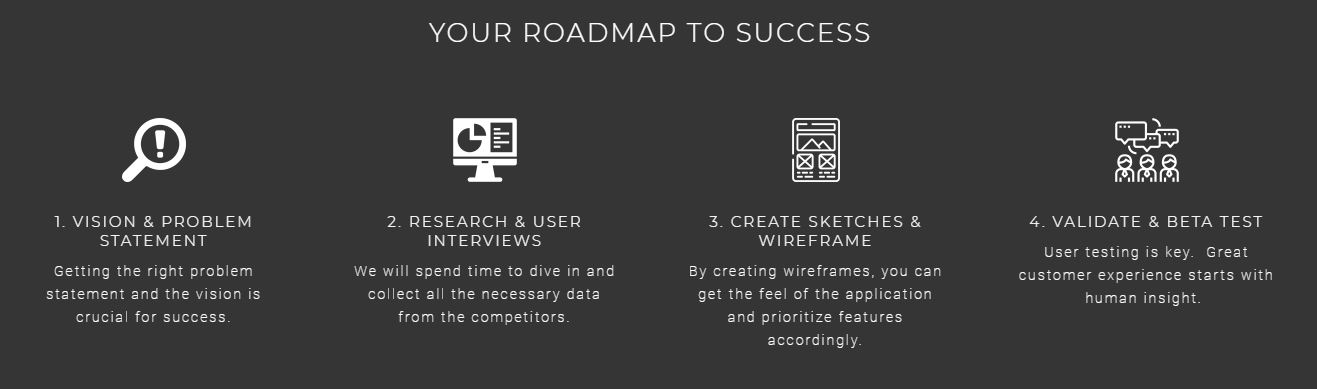 YOUR ROADMAP TO SUCCESS
1. VISION & PROBLEM
STATEMENT
Getting the right problem
statement and the vision is
crucial for success.
2. RESEARCH & USER
INTERVIEWS
We will spend time to dive in and
collect all the necessary data
from the competitors.
3. CREATE SKETCHES &
WIREFRAME
By creating wireframes, you can
get the feel of the application
and prioritize features
accordingly.
4. VALIDATE & BETA TEST
User testing is key.  Great
customer experience starts with
human insight.